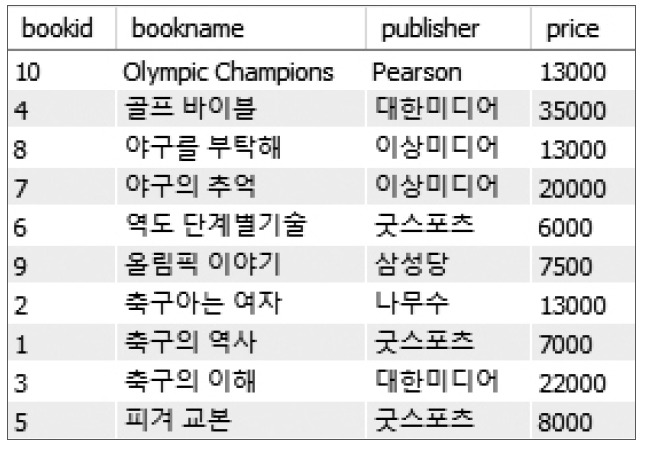 bookid bookname publisher price
10 Olympic Champions Pearson 13000
4 골프 바이블 대한미디어 35000
8 야구를 부탁해 이상미디어 13000
7 야구의 추억 이상미디어 20000
6 역도 단계별기술 굿스포츠 6000
9 올림픽 이야기 삼성당 7500
2 축구아는 여자 나무수 13000
1 축구의 역사 굿스포츠 7000
3 축구의 이해 대한미디어 22000
5 피겨 교본 굿스포츠 8000